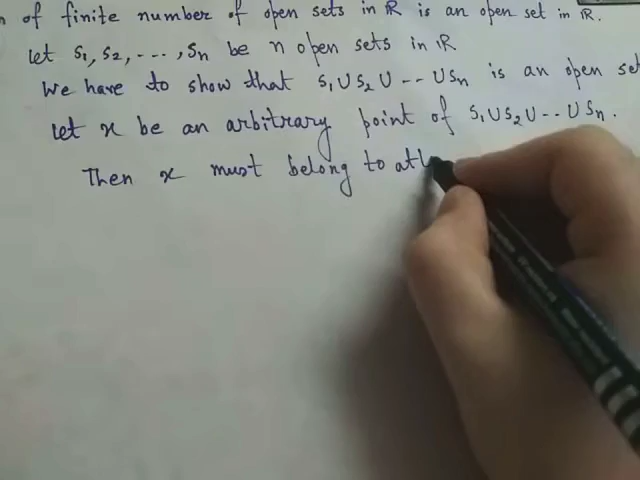 of finite number of open sets in ℝ is an open set in ℝ.
Let S₁, S₂, ---, Sₙ be n open sets in ℝ
We have to show that S₁ ∪ S₂ ∪ -- ∪ Sₙ is an open set
Let x be an arbitrary point of S₁ ∪ S₂ ∪ -- ∪ Sₙ.
Then x must belong to atl